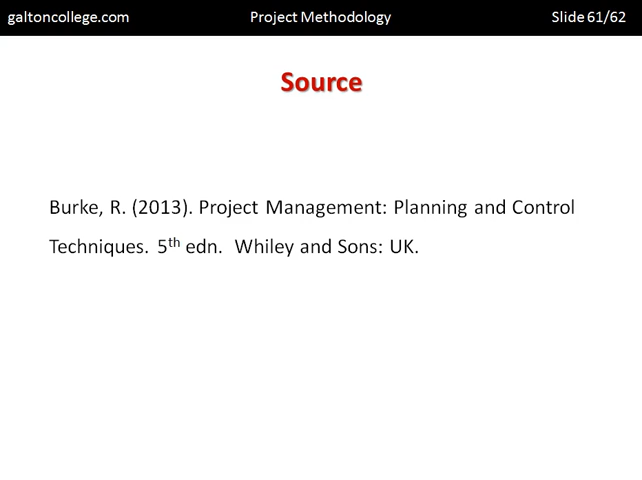 galtoncollege.com Project Methodology Slide 61/62
Source
Burke, R. (2013). Project Management: Planning and Control
Techniques. 5th edn. Whiley and Sons: UK.